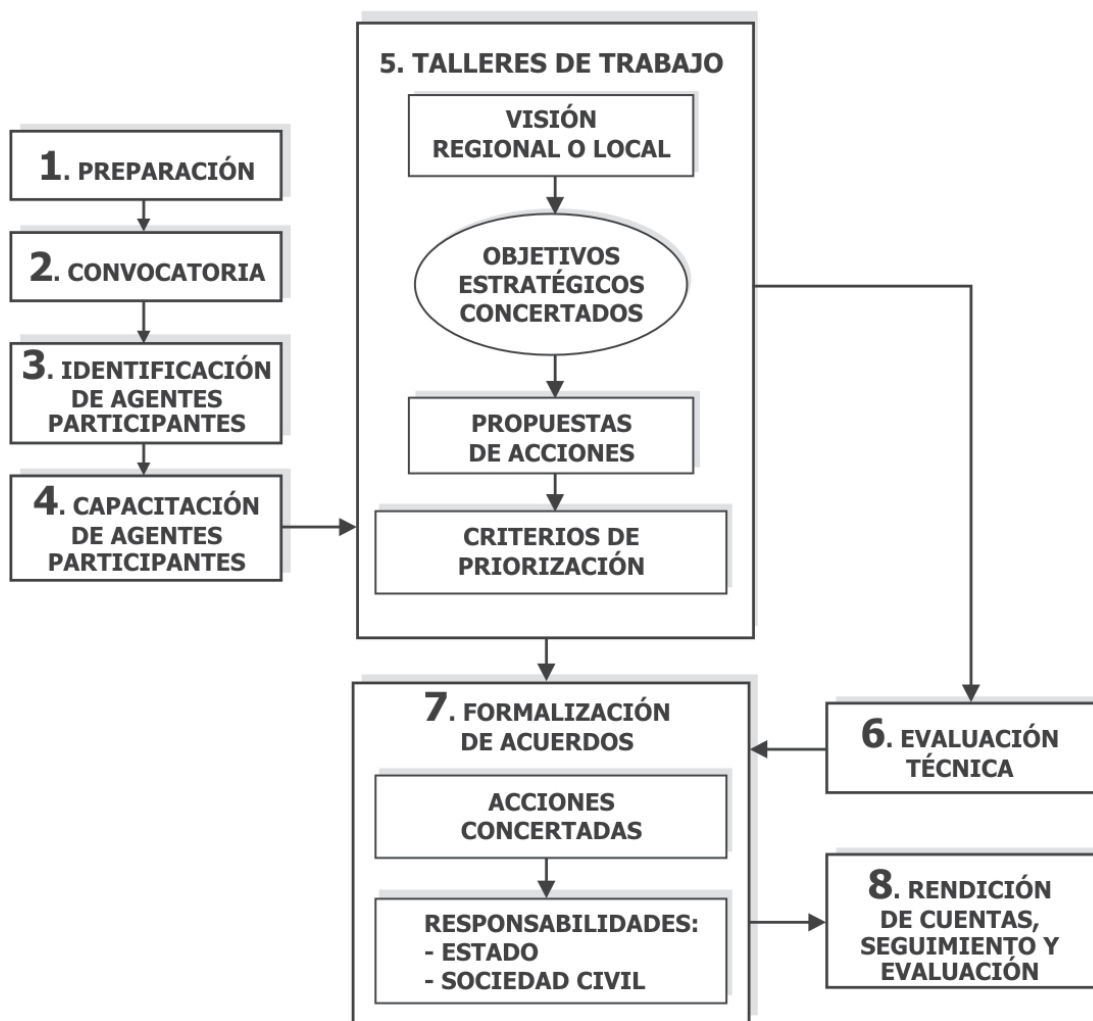 1. PREPARACIÓN
2. CONVOCATORIA
3. IDENTIFICACIÓN
DE AGENTES
PARTICIPANTES
4. CAPACITACIÓN
DE AGENTES
PARTICIPANTES
5. TALLERES DE TRABAJO
VISIÓN
REGIONAL O LOCAL
OBJETIVOS
ESTRATÉGICOS
CONCERTADOS
PROPUESTAS
DE ACCIONES
CRITERIOS DE
PRIORIZACIÓN
6. EVALUACIÓN
TÉCNICA
7. FORMALIZACIÓN
DE ACUERDOS
ACCIONES
CONCERTADAS
RESPONSABILIDADES:
- ESTADO
- SOCIEDAD CIVIL
8. RENDICIÓN
DE CUENTAS,
SEGUIMIENTO Y
EVALUACIÓN